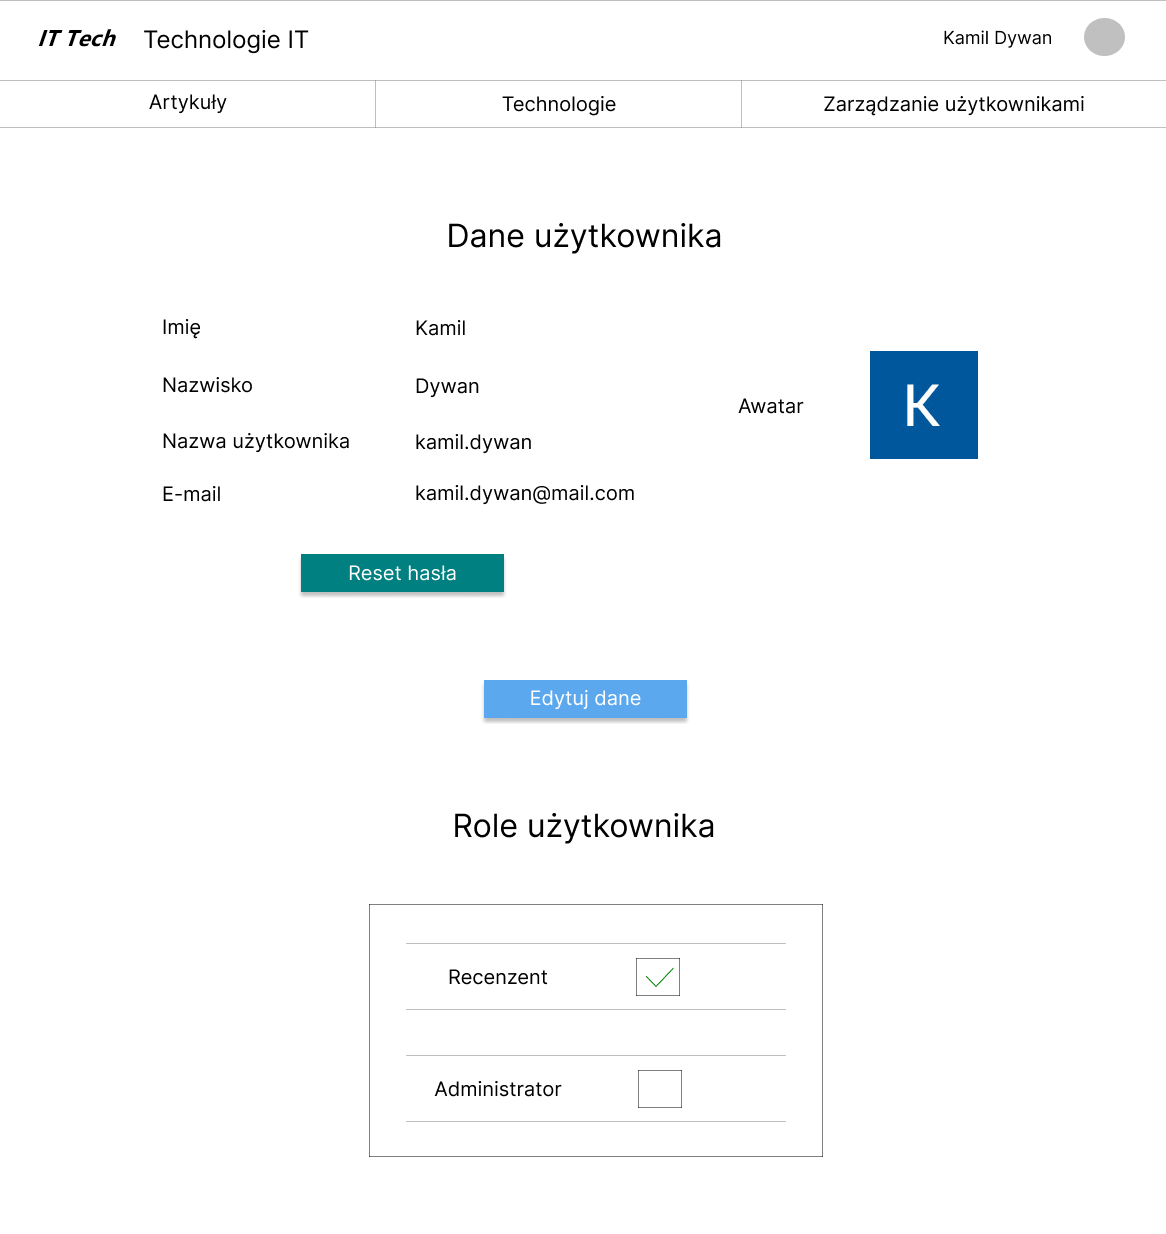 IT Tech Technologie IT Kamil Dywan
Artykuły Technologie Zarządzanie użytkownikami
Dane użytkownika
Imię Kamil
Nazwisko Dywan
Awatar K
Nazwa użytkownika kamil.dywan
E-mail kamil.dywan@mail.com
Reset hasła
Edytuj dane
Role użytkownika
Recenzent
Administrator